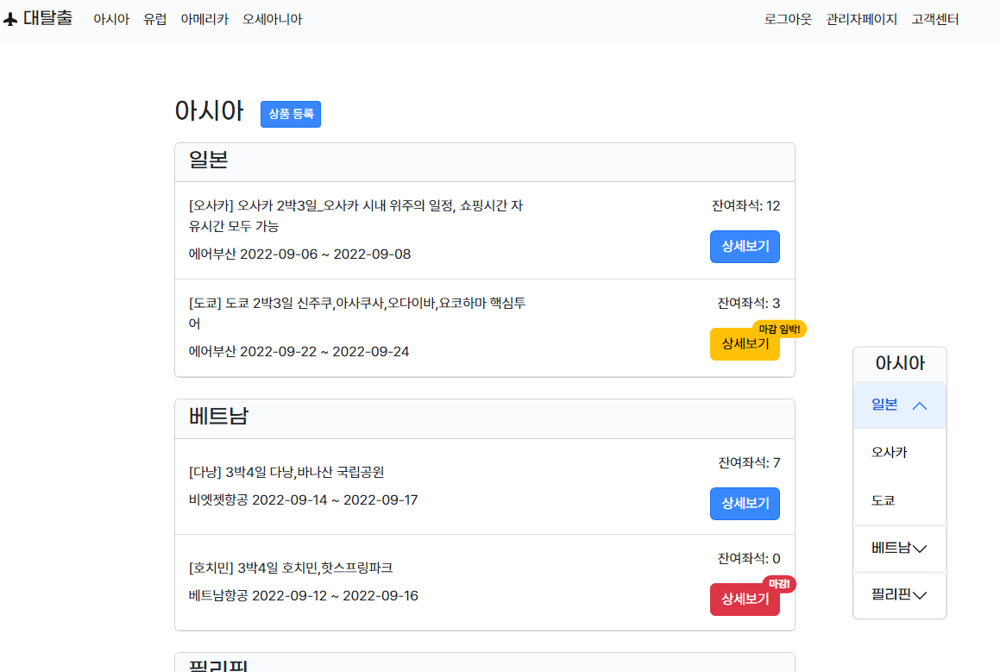 대탈출 아시아 유럽 아메리카 오세아니아 로그아웃 관리자페이지 고객센터
아시아 상품 등록
일본
[오사카] 오사카 2박3일_오사카 시내 위주의 일정, 쇼핑시간 자
유시간 모두 가능
에어부산 2022-09-06 ~ 2022-09-08
잔여좌석: 12
상세보기
[도쿄] 도쿄 2박3일 신주쿠,아사쿠사,오다이바,요코하마 핵심투
어
에어부산 2022-09-22 ~ 2022-09-24
잔여좌석: 3
마감 임박!
상세보기
베트남
[다낭] 3박4일 다낭,바나산 국립공원
비엣젯항공 2022-09-14 ~ 2022-09-17
잔여좌석: 7
상세보기
[호치민] 3박4일 호치민,핫스프링파크
베트남항공 2022-09-12 ~ 2022-09-16
잔여좌석: 0
마감!
상세보기
필리핀
아시아
일본
오사카
도쿄
베트남
필리핀